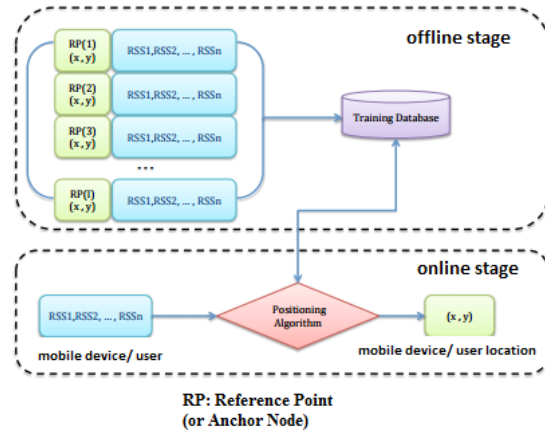 offline stage
RP(1)
(x , y)
RSS1,RSS2, ... , RSSn
RP(2)
(x , y)
RSS1,RSS2, ... , RSSn
RP(3)
(x , y)
RSS1,RSS2, ... , RSSn
...
RP(I)
(x , y)
RSS1,RSS2, ... , RSSn
Training Database
online stage
RSS1,RSS2, ... , RSSn
mobile device/ user
Positioning
Algorithm
(x , y)
mobile device/ user location
RP: Reference Point
(or Anchor Node)